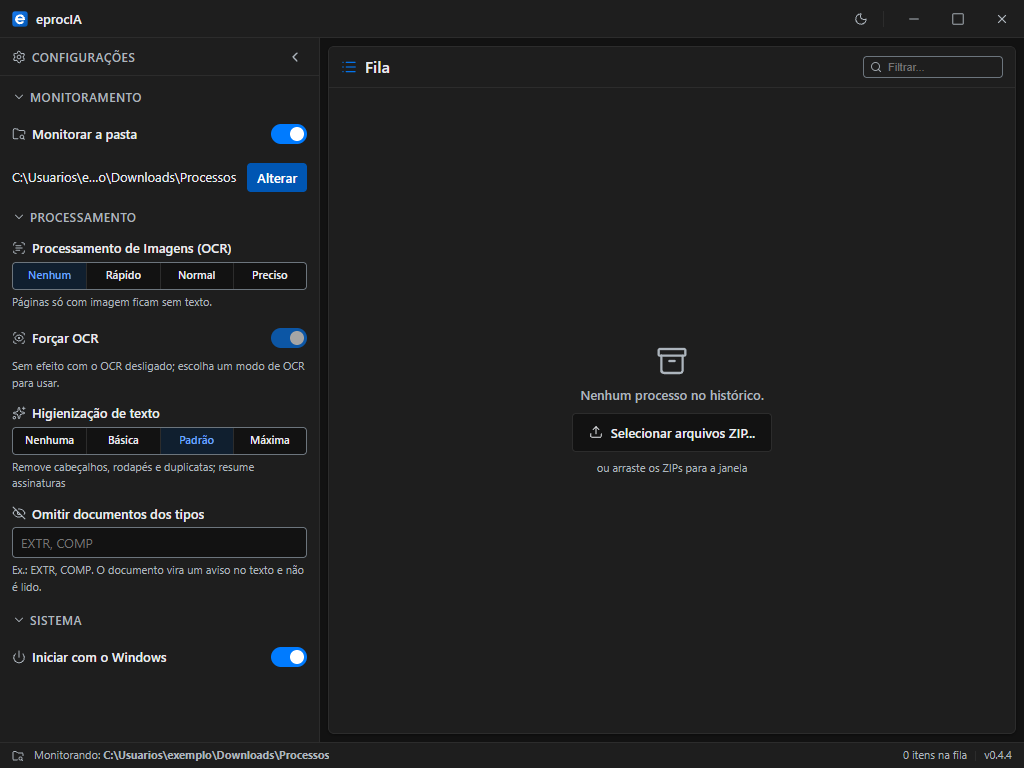 eprocIA
CONFIGURAÇÕES
MONITORAMENTO
Monitorar a pasta
C:\Usuarios\e...o\Downloads\Processos
Alterar
PROCESSAMENTO
Processamento de Imagens (OCR)
Nenhum Rápido Normal Preciso
Páginas só com imagem ficam sem texto.
Forçar OCR
Sem efeito com o OCR desligado; escolha um modo de OCR
para usar.
Higienização de texto
Nenhuma Básica Padrão Máxima
Remove cabeçalhos, rodapés e duplicatas; resume
assinaturas
Omitir documentos dos tipos
EXTR, COMP
Ex.: EXTR, COMP. O documento vira um aviso no texto e não
é lido.
SISTEMA
Iniciar com o Windows
Fila
Filtrar...
Nenhum processo no histórico.
Selecionar arquivos ZIP...
ou arraste os ZIPs para a janela
Monitorando: C:\Usuarios\exemplo\Downloads\Processos
0 itens na fila
v0.4.4